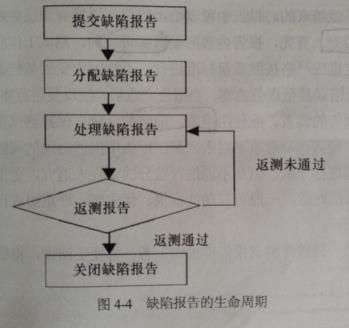 提交缺陷报告
分配缺陷报告
处理缺陷报告
返测未通过
返测报告
返测通过
关闭缺陷报告
图 4-4 缺陷报告的生命周期